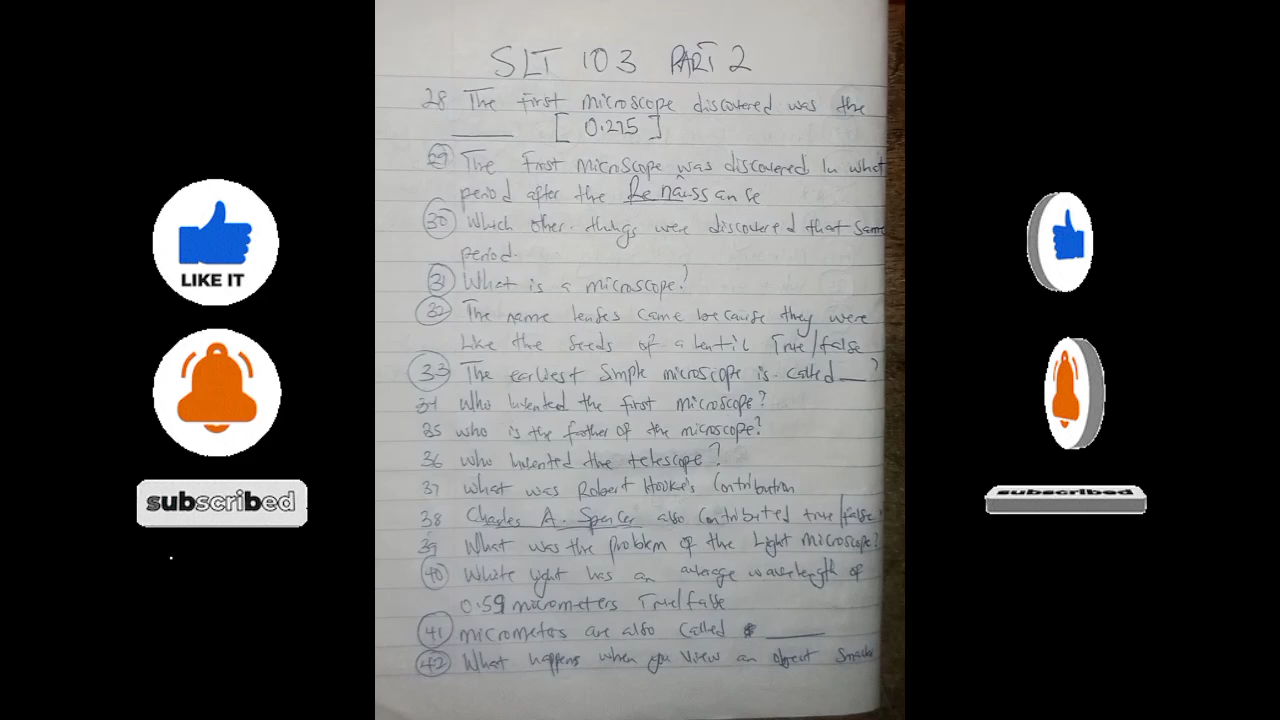 SLT 103 PART 2
28 The first microscope discovered was the
______ [ 0.275 ]
29 The First Microscope was discovered In what
period after the Renaissanse
30 Which other things were discovered that same
period.
31 What is a microscope?
32 The name lenses came because they were
like the seeds of a lentil True/false
33 The earliest Simple microscope is called __?
34 Who Invented the first microscope?
35 who is the father of the microscope?
36 who Invented the telescope?
37 What was Robert Hooke's Contribution
38 Charles A. Spencer also Contributed true/false?
39 What was the problem of the Light microscope?
40 White light has an average wavelength of
0.59 micrometers True/false
41 micrometers are also called ______
42 What happens when you View an object
LIKE IT
subscribed
subscribed